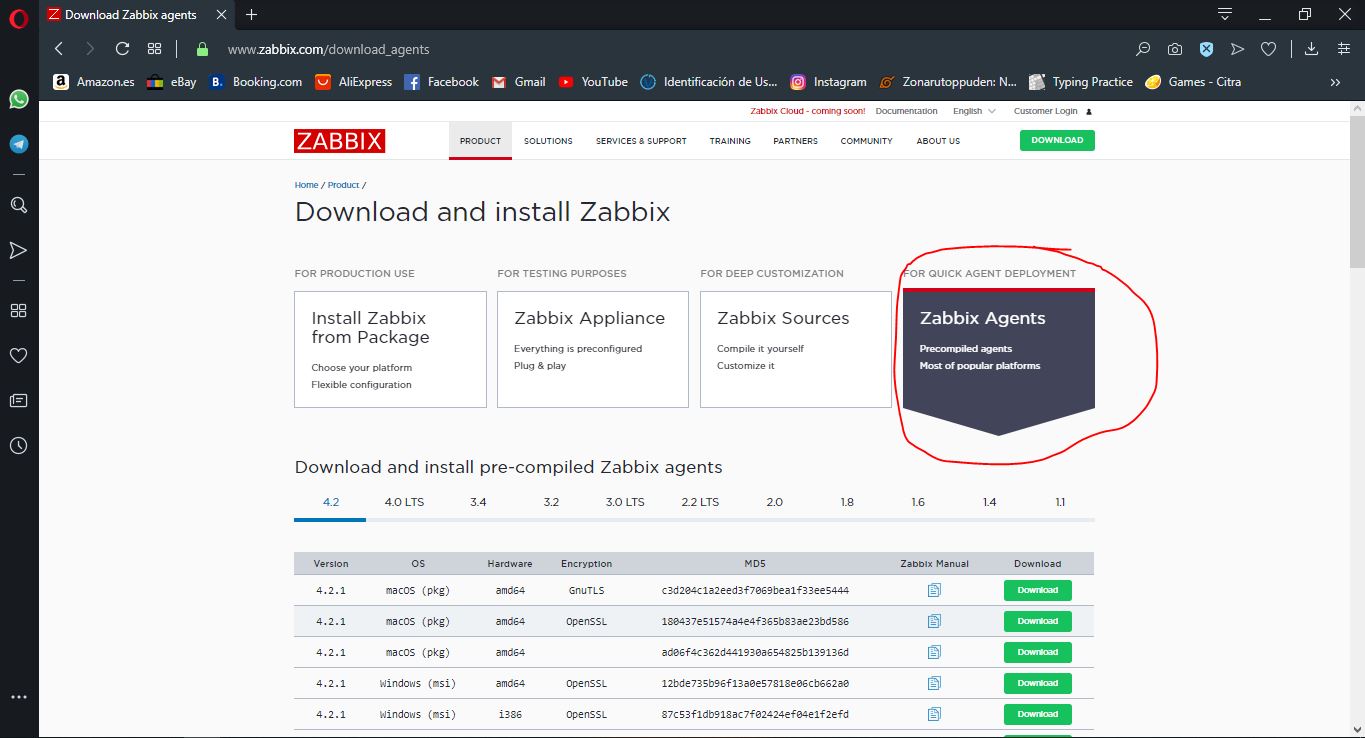 Download Zabbix agents
www.zabbix.com/download_agents
Amazon.es eBay Booking.com AliExpress Facebook Gmail YouTube Identificación de Us... Instagram Zonarutoppuden: N... Typing Practice Games - Citra
Zabbix Cloud - coming soon! Documentation English Customer Login
ZABBIX PRODUCT SOLUTIONS SERVICES & SUPPORT TRAINING PARTNERS COMMUNITY ABOUT US DOWNLOAD
Home / Product /
Download and install Zabbix
FOR PRODUCTION USE
Install Zabbix
from Package
Choose your platform
Flexible configuration
FOR TESTING PURPOSES
Zabbix Appliance
Everything is preconfigured
Plug & play
FOR DEEP CUSTOMIZATION
Zabbix Sources
Compile it yourself
Customize it
FOR QUICK AGENT DEPLOYMENT
Zabbix Agents
Precompiled agents
Most of popular platforms
Download and install pre-compiled Zabbix agents
4.2 4.0 LTS 3.4 3.2 3.0 LTS 2.2 LTS 2.0 1.8 1.6 1.4 1.1
Version OS Hardware Encryption MD5 Zabbix Manual Download
4.2.1 macOS (pkg) amd64 GnuTLS c3d204c1a2eed3f7069bea1f33ee5444 Download
4.2.1 macOS (pkg) amd64 OpenSSL 180437e51574a4e4f365b83ae23bd586 Download
4.2.1 macOS (pkg) amd64 ad06f4c362d441930a654825b139136d Download
4.2.1 Windows (msi) amd64 OpenSSL 12bde735b96f13a0e57818e06cb662a0 Download
4.2.1 Windows (msi) i386 OpenSSL 87c53f1db918ac7f02424ef04e1f2efd Download